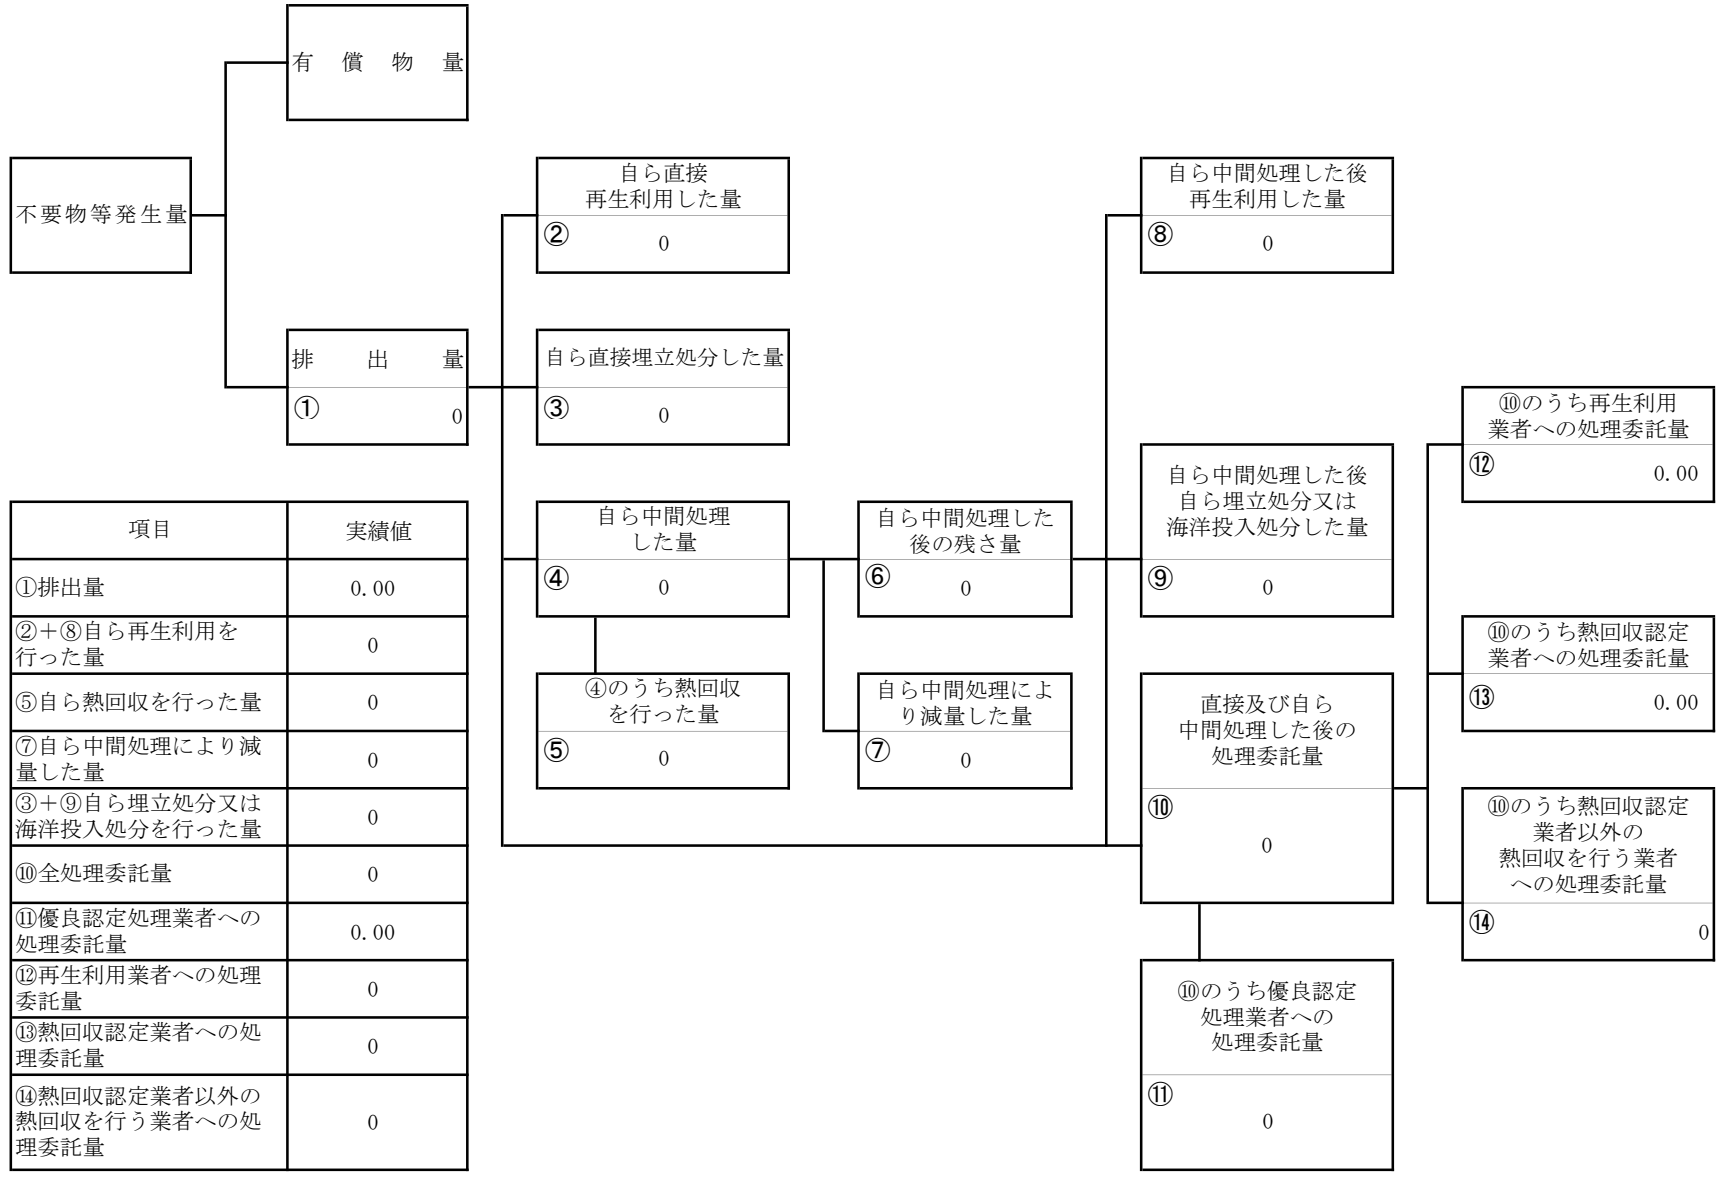 有償物量
不要物等発生量
自ら直接
再生利用した量
② 0
自ら中間処理した後
再生利用した量
⑧ 0
排出量
① 0
自ら直接埋立処分した量
③ 0
⑩のうち再生利用
業者への処理委託量
⑫ 0.00
自ら中間処理
した量
④ 0
自ら中間処理した
後の残さ量
⑥ 0
自ら中間処理した後
自ら埋立処分又は
海洋投入処分した量
⑨ 0
⑩のうち熱回収認定
業者への処理委託量
⑬ 0.00
④のうち熱回収
を行った量
⑤ 0
自ら中間処理によ
り減量した量
⑦ 0
直接及び自ら
中間処理した後の
処理委託量
⑩ 0
⑩のうち熱回収認定
業者以外の
熱回収を行う業者
への処理委託量
⑭ 0
⑩のうち優良認定
処理業者への
処理委託量
⑪ 0
項目 実績値
①排出量 0.00
②＋⑧自ら再生利用を
行った量 0
⑤自ら熱回収を行った量 0
⑦自ら中間処理により減
量した量 0
③＋⑨自ら埋立処分又は
海洋投入処分を行った量 0
⑩全処理委託量 0
⑪優良認定処理業者への
処理委託量 0.00
⑫再生利用業者への処理
委託量 0
⑬熱回収認定業者への処
理委託量 0
⑭熱回収認定業者以外の
熱回収を行う業者への処
理委託量 0